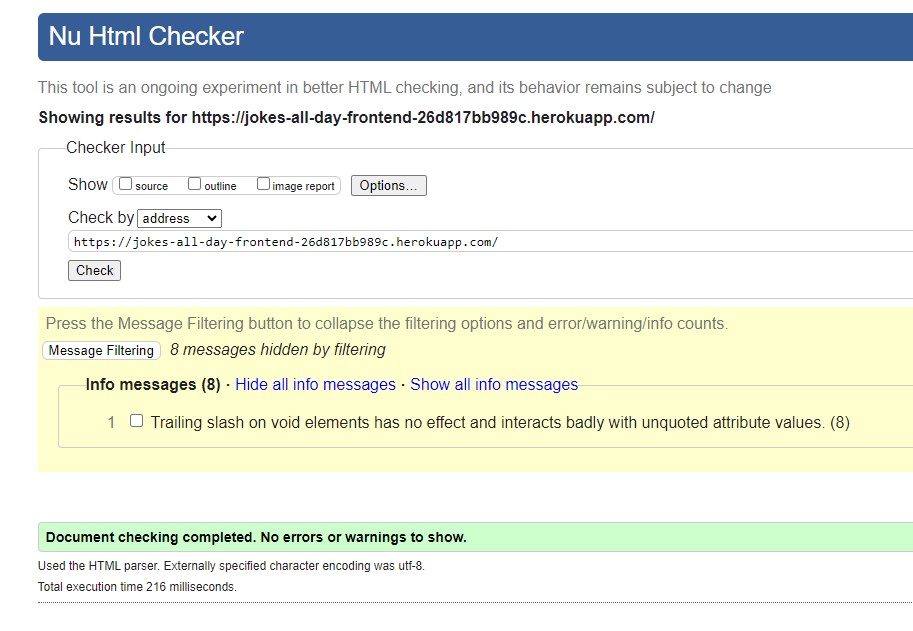 Nu Html Checker
This tool is an ongoing experiment in better HTML checking, and its behavior remains subject to change
Showing results for https://jokes-all-day-frontend-26d817bb989c.herokuapp.com/
Checker Input
Show source outline image report Options...
Check by address
https://jokes-all-day-frontend-26d817bb989c.herokuapp.com/
Check
Press the Message Filtering button to collapse the filtering options and error/warning/info counts.
Message Filtering 8 messages hidden by filtering
Info messages (8) · Hide all info messages · Show all info messages
1 Trailing slash on void elements has no effect and interacts badly with unquoted attribute values. (8)
Document checking completed. No errors or warnings to show.
Used the HTML parser. Externally specified character encoding was utf-8.
Total execution time 216 milliseconds.